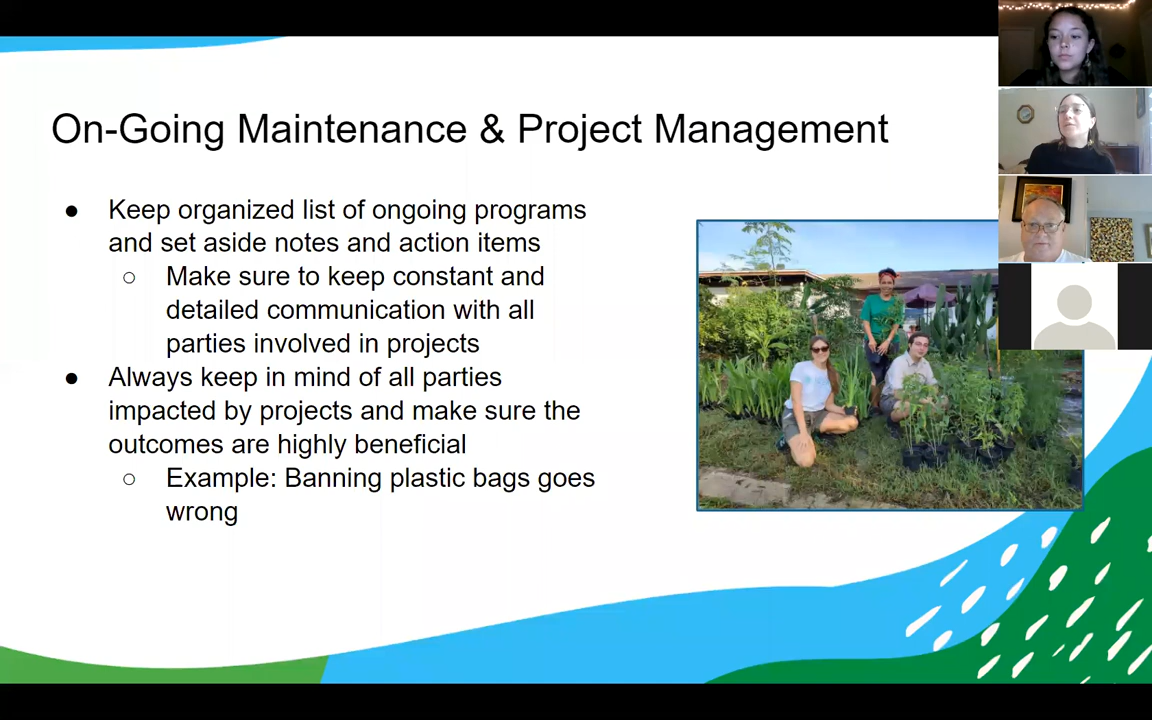 On-Going Maintenance & Project Management
● Keep organized list of ongoing programs
and set aside notes and action items
○ Make sure to keep constant and
detailed communication with all
parties involved in projects
● Always keep in mind of all parties
impacted by projects and make sure the
outcomes are highly beneficial
○ Example: Banning plastic bags goes
wrong